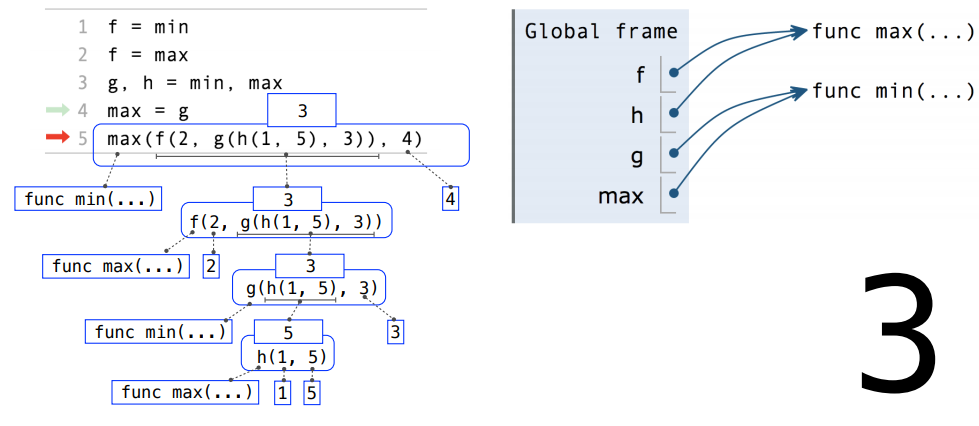 1 f = min
2 f = max
3 g, h = min, max
4 max = g
3
5 max(f(2, g(h(1, 5), 3)), 4)
func min(...)
3
4
f(2, g(h(1, 5), 3))
func max(...)
2
3
g(h(1, 5), 3)
func min(...)
5
3
h(1, 5)
func max(...)
1
5
Global frame
f
h
g
max
func max(...)
func min(...)
3